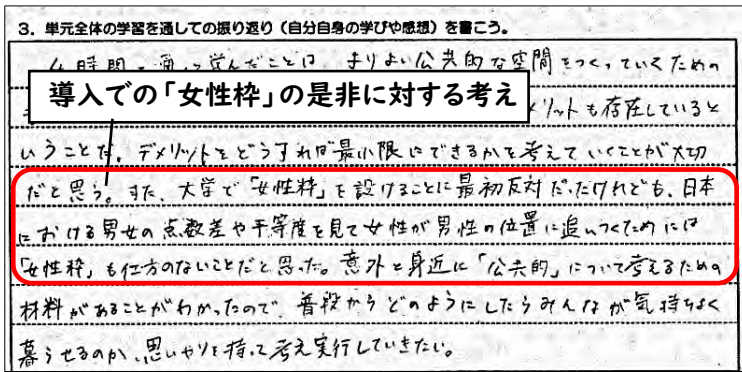 3. 単元全体の学習を通しての振り返り（自分自身の学びや感想）を書こう。
4時間 通 学んだことは、よりよい公共的な空間をつくっていくための
導入での「女性枠」の是非に対する考え
メリットも存在していると
いうことだ。デメリットをどうすれば最小限にできるかを考えていくことが大切
だと思う。また、大学で「女性枠」を設けることに最初反対だったけれども、日本
における男女の点数差や平等度を見て女性が男性の位置に追いつくためには
「女性枠」も仕方のないことだと思った。意外と身近に「公共的」について考えるための
材料があることがわかったので、普段からどのようにしたらみんなが気持ちよく
暮らせるのか、思いやりを持って考え実行していきたい。